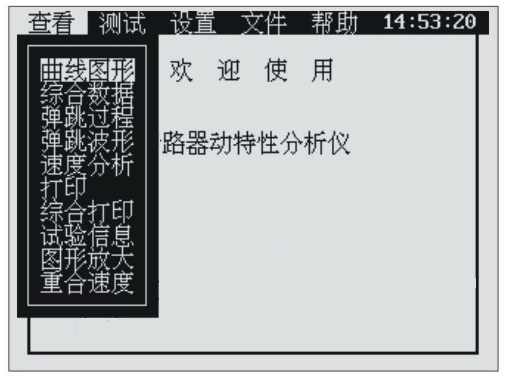 查看 测试 设置 文件 帮助 14:53:20
曲线图形
综合数据
弹跳过程
弹跳波形
速度分析
打印
综合打印
试验信息
图形放大
重合速度
欢迎使用
路器动特性分析仪